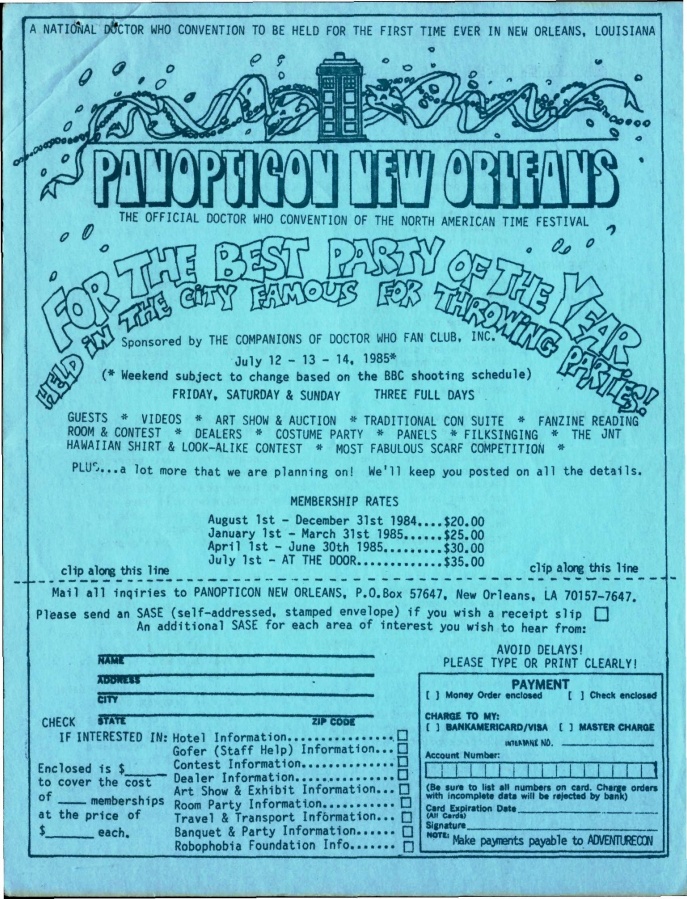 A NATIONAL DOCTOR WHO CONVENTION TO BE HELD FOR THE FIRST TIME EVER IN NEW ORLEANS, LOUISIANA
PANOPTICON NEW ORLEANS
THE OFFICIAL DOCTOR WHO CONVENTION OF THE NORTH AMERICAN TIME FESTIVAL
FOR THE BEST PARTY OF THE YEAR
HELD IN THE CITY FAMOUS FOR THROWING PARTIES!
Sponsored by THE COMPANIONS OF DOCTOR WHO FAN CLUB, INC.
July 12 - 13 - 14, 1985*
(* Weekend subject to change based on the BBC shooting schedule)
FRIDAY, SATURDAY & SUNDAY THREE FULL DAYS
GUESTS * VIDEOS * ART SHOW & AUCTION * TRADITIONAL CON SUITE * FANZINE READING
ROOM & CONTEST * DEALERS * COSTUME PARTY * PANELS * FILKSINGING * THE JNT
HAWAIIAN SHIRT & LOOK-ALIKE CONTEST * MOST FABULOUS SCARF COMPETITION *
PLUS...a lot more that we are planning on! We'll keep you posted on all the details.
MEMBERSHIP RATES
August 1st - December 31st 1984....$20.00
January 1st - March 31st 1985......$25.00
April 1st - June 30th 1985.........$30.00
July 1st - AT THE DOOR.............$35.00
clip along this line clip along this line
Mail all inqiries to PANOPTICON NEW ORLEANS, P.O.Box 57647, New Orleans, LA 70157-7647.
Please send an SASE (self-addressed, stamped envelope) if you wish a receipt slip
An additional SASE for each area of interest you wish to hear from:
AVOID DELAYS!
PLEASE TYPE OR PRINT CLEARLY!
NAME
ADDRESS
CITY
STATE ZIP CODE
CHECK
IF INTERESTED IN: Hotel Information................
Gofer (Staff Help) Information...
Contest Information..............
Dealer Information...............
Art Show & Exhibit Information...
Room Party Information...........
Travel & Transport Information...
Banquet & Party Information......
Robophobia Foundation Info.......
Enclosed is $______
to cover the cost
of ____ memberships
at the price of
$______ each.
PAYMENT
[ ] Money Order enclosed [ ] Check enclosed
CHARGE TO MY:
[ ] BANKAMERICARD/VISA [ ] MASTER CHARGE
INTERBANK NO.
Account Number:
(Be sure to list all numbers on card. Charge orders
with incomplete data will be rejected by bank)
Card Expiration Date
(All Cards)
Signature
NOTE: Make payments payable to ADVENTURECON